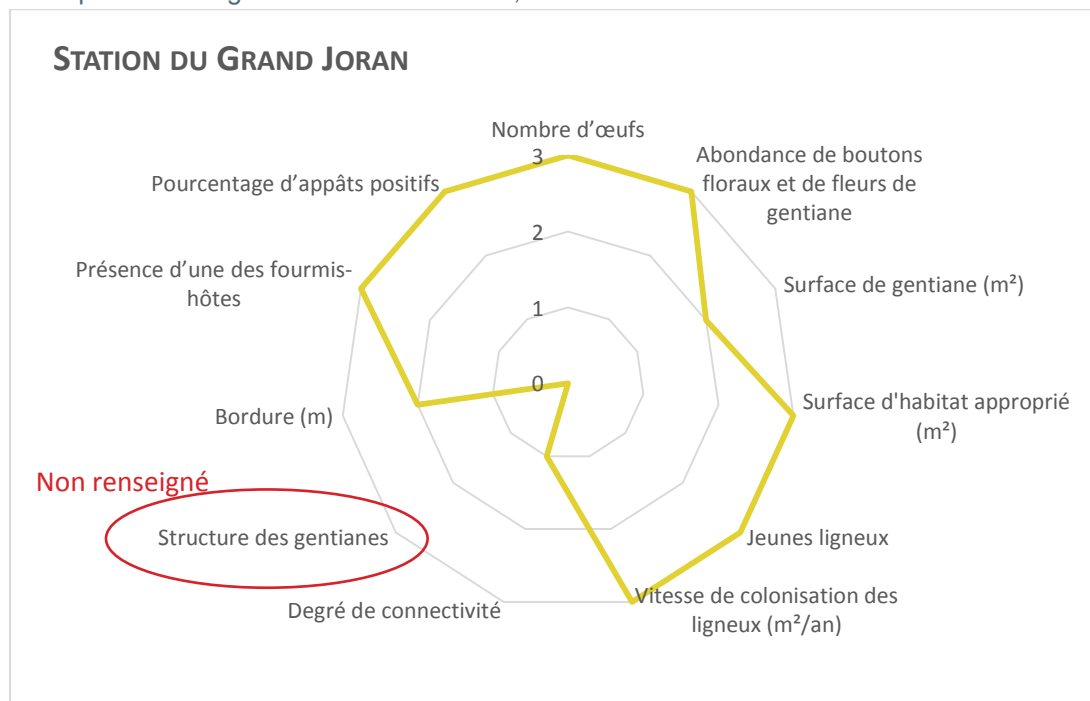 STATION DU GRAND JORAN
Nombre d'œufs
3
2
1
0
Abondance de boutons
floraux et de fleurs de
gentiane
Surface de gentiane (m²)
Surface d'habitat approprié
(m²)
Jeunes ligneux
Vitesse de colonisation des
ligneux (m²/an)
Degré de connectivité
Non renseigné
Structure des gentianes
Bordure (m)
Présence d'une des fourmis-
hôtes
Pourcentage d'appâts positifs